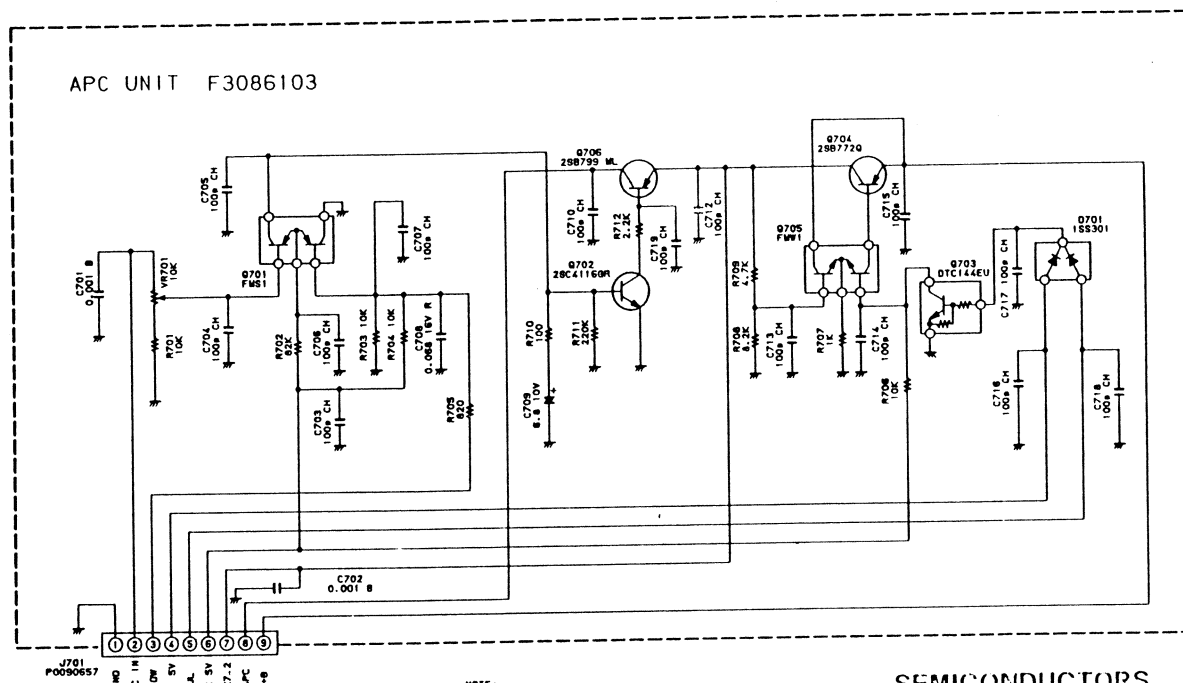 APC UNIT F3086103
C705
100p CH
C701
0.001 B
VR701
10K
R701
10K
C704
100p CH
Q701
FMS1
R702
82K
C706
100p CH
C703
100p CH
C707
100p CH
R703 10K
R704 10K
C708
0.068 16V R
R705
820
Q706
2SB799 ML
C710
100p CH
R712
2.2K
C719
100p CH
C712
100p CH
Q702
2SC4116GR
R710
100
R711
220K
C709
6.8 10V
+
Q704
2SB772Q
C715
100p CH
Q705
FMW1
R709
4.7K
R708
8.2K
C713
100p CH
R707
1K
C714
100p CH
R706
10K
Q703
DTC144EU
D701
1SS301
C717 100p CH
C716
100p CH
C718
100p CH
C702
0.001 B
1 2 3 4 5 6 7 8 9
J701
P0090657
5V
5V
7.2
+B
NOTE:
SEMICONDUCTORS